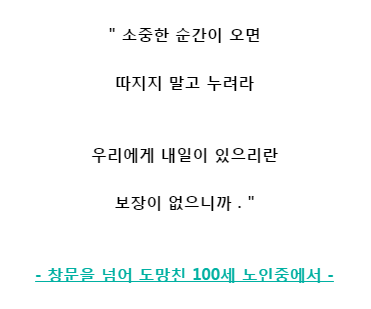 " 소중한 순간이 오면
따지지 말고 누려라
우리에게 내일이 있으리란
보장이 없으니까 . "
- 창문을 넘어 도망친 100세 노인중에서 -